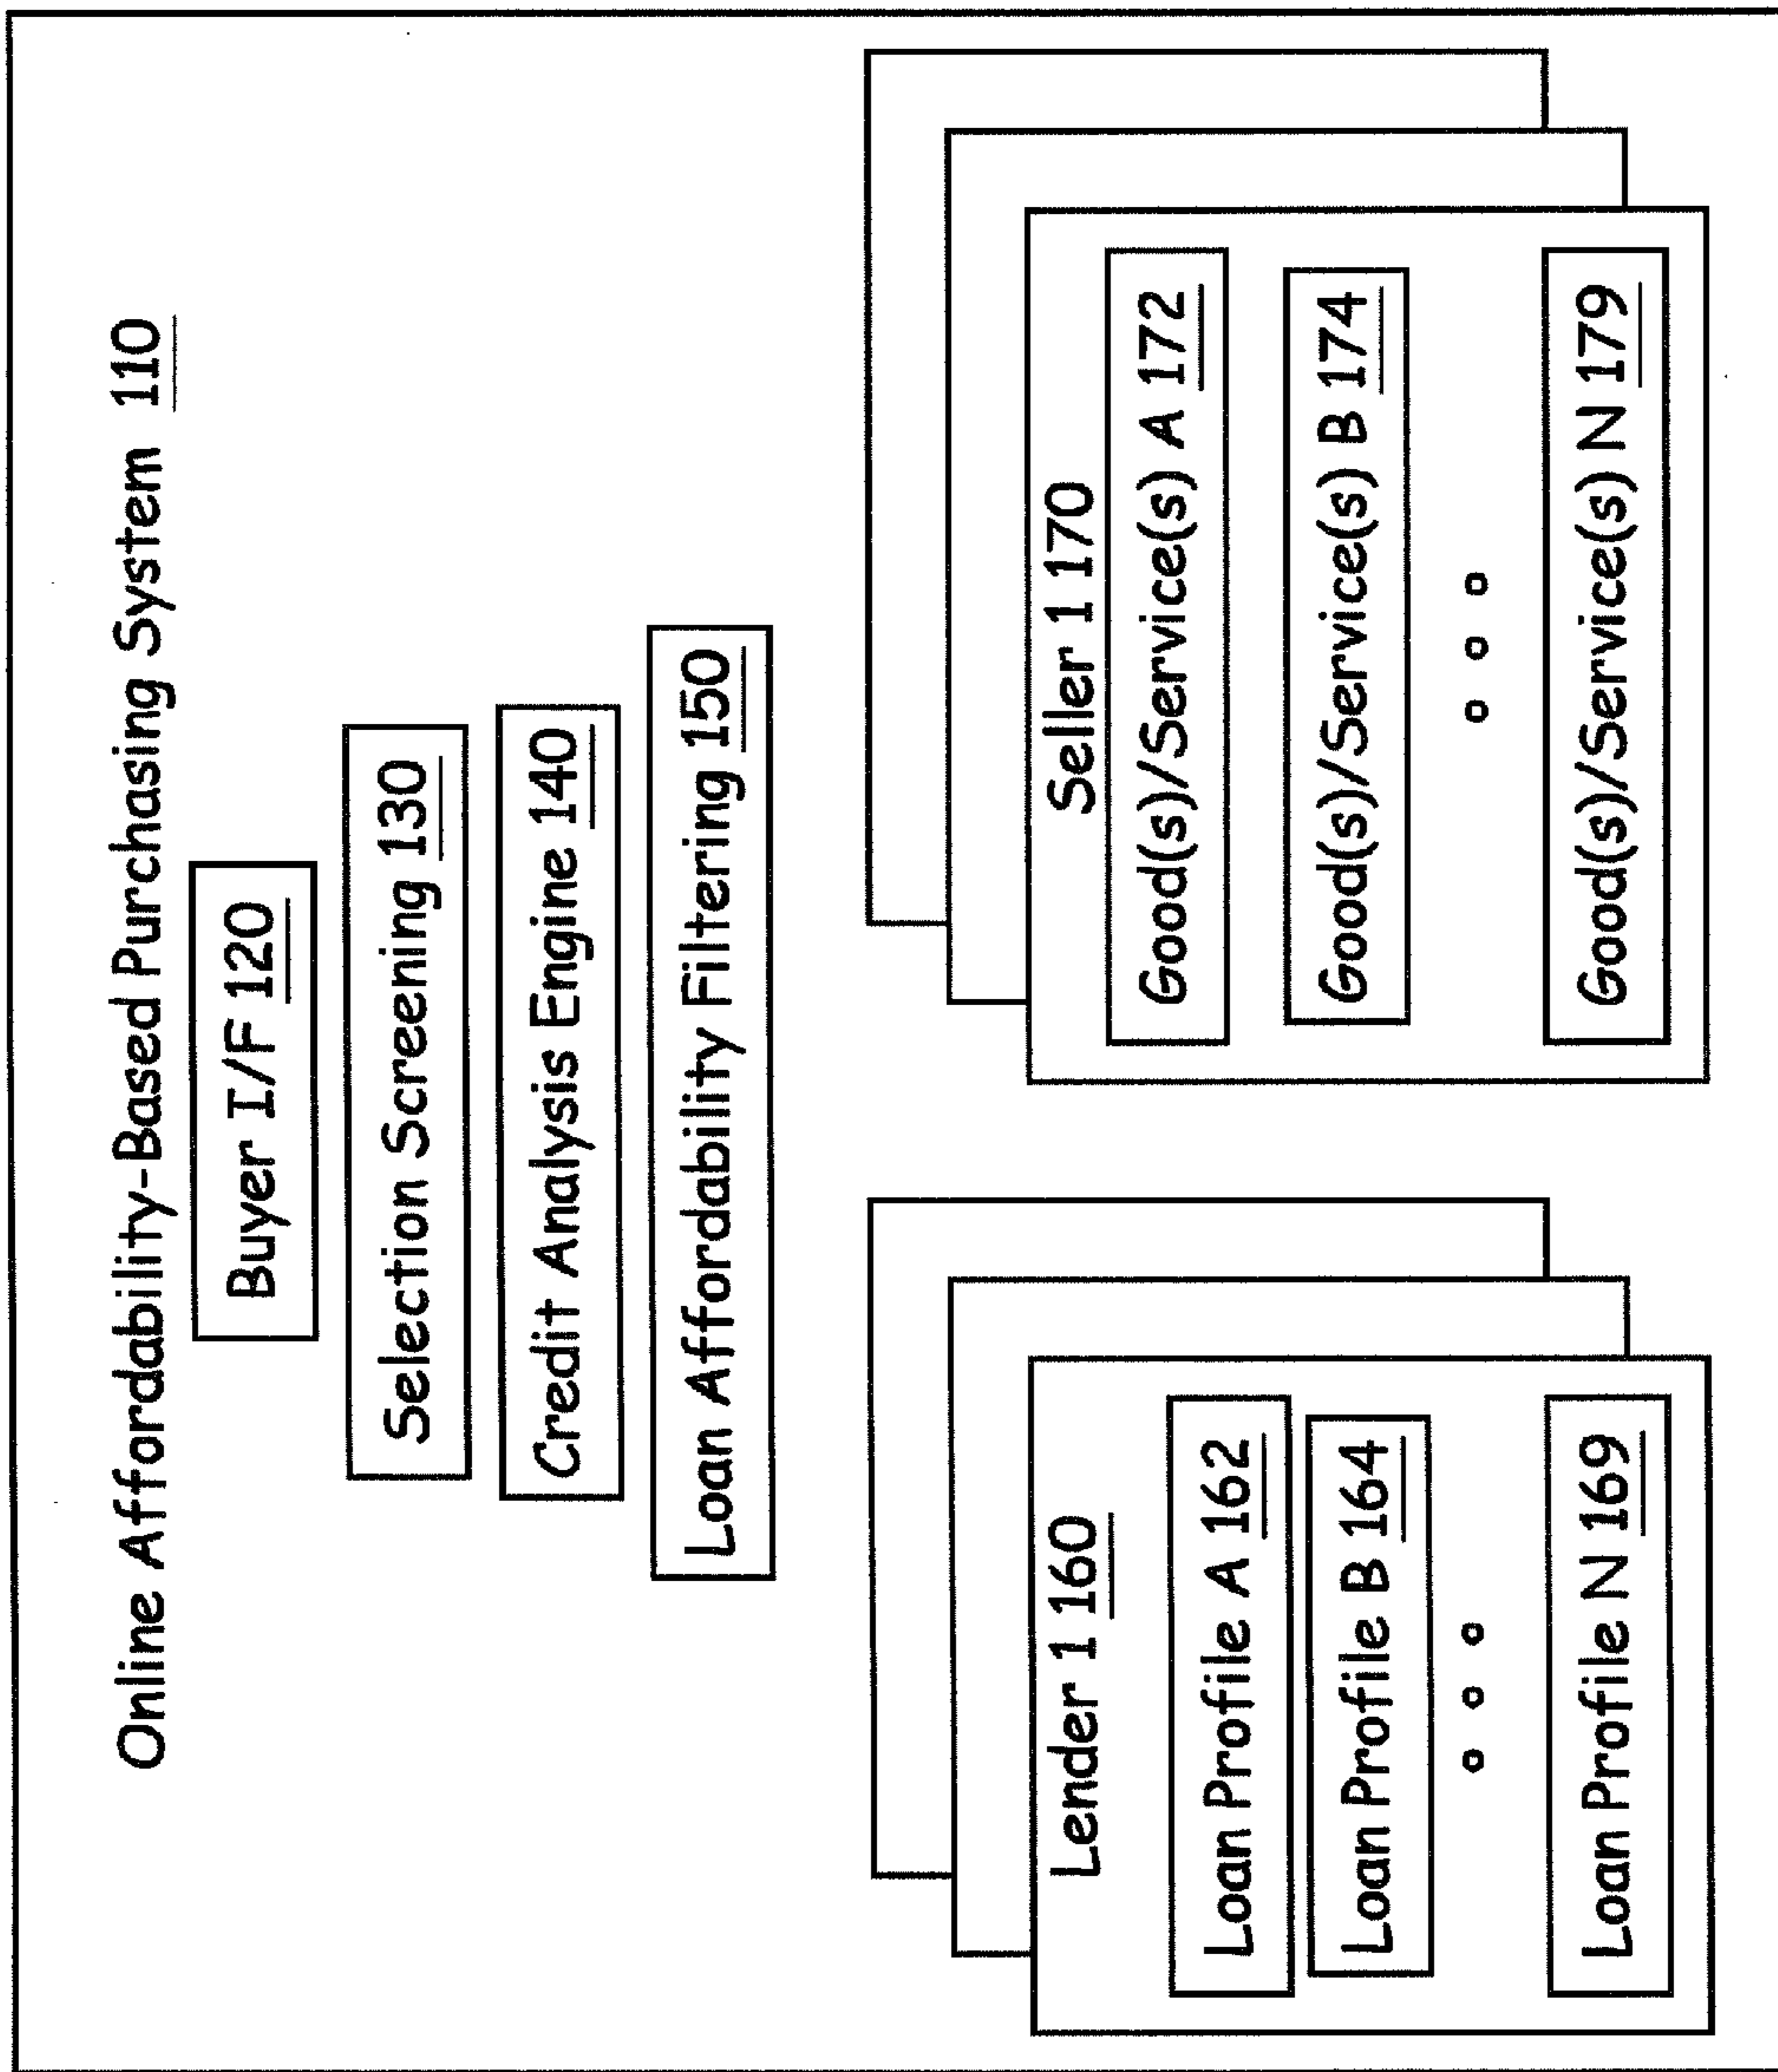 Online Affordability-Based Purchasing System 110
Buyer I/F 120
Selection Screening 130
Credit Analysis Engine 140
Loan Affordability Filtering 150
Lender 1 160
Loan Profile A 162
Loan Profile B 164
Loan Profile N 169
Seller 1 170
Good(s)/Service(s) A 172
Good(s)/Service(s) B 174
Good(s)/Service(s) N 179